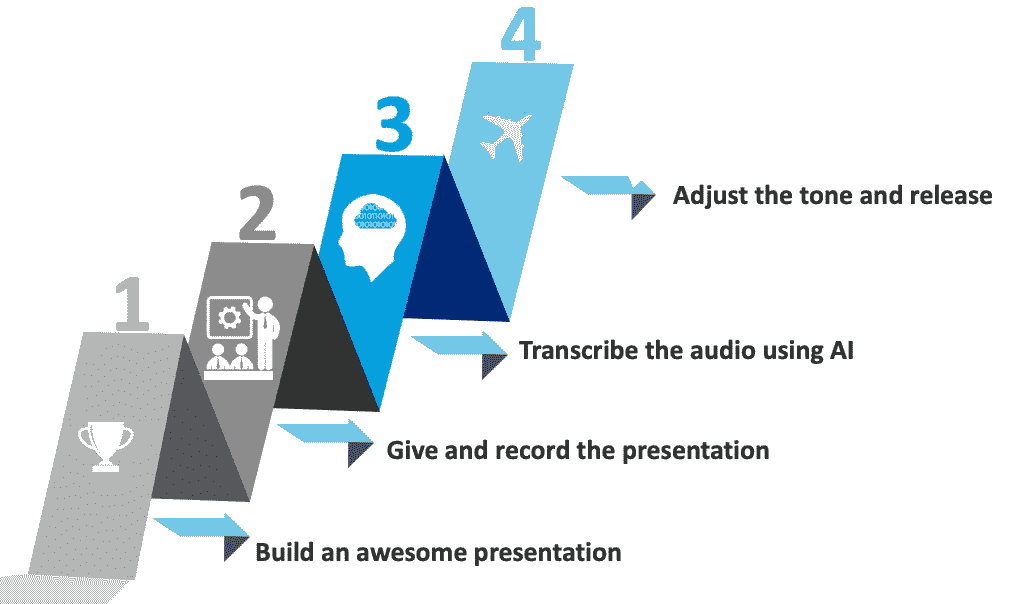 4
3
Adjust the tone and release
2
1
Transcribe the audio using AI
Give and record the presentation
Build an awesome presentation